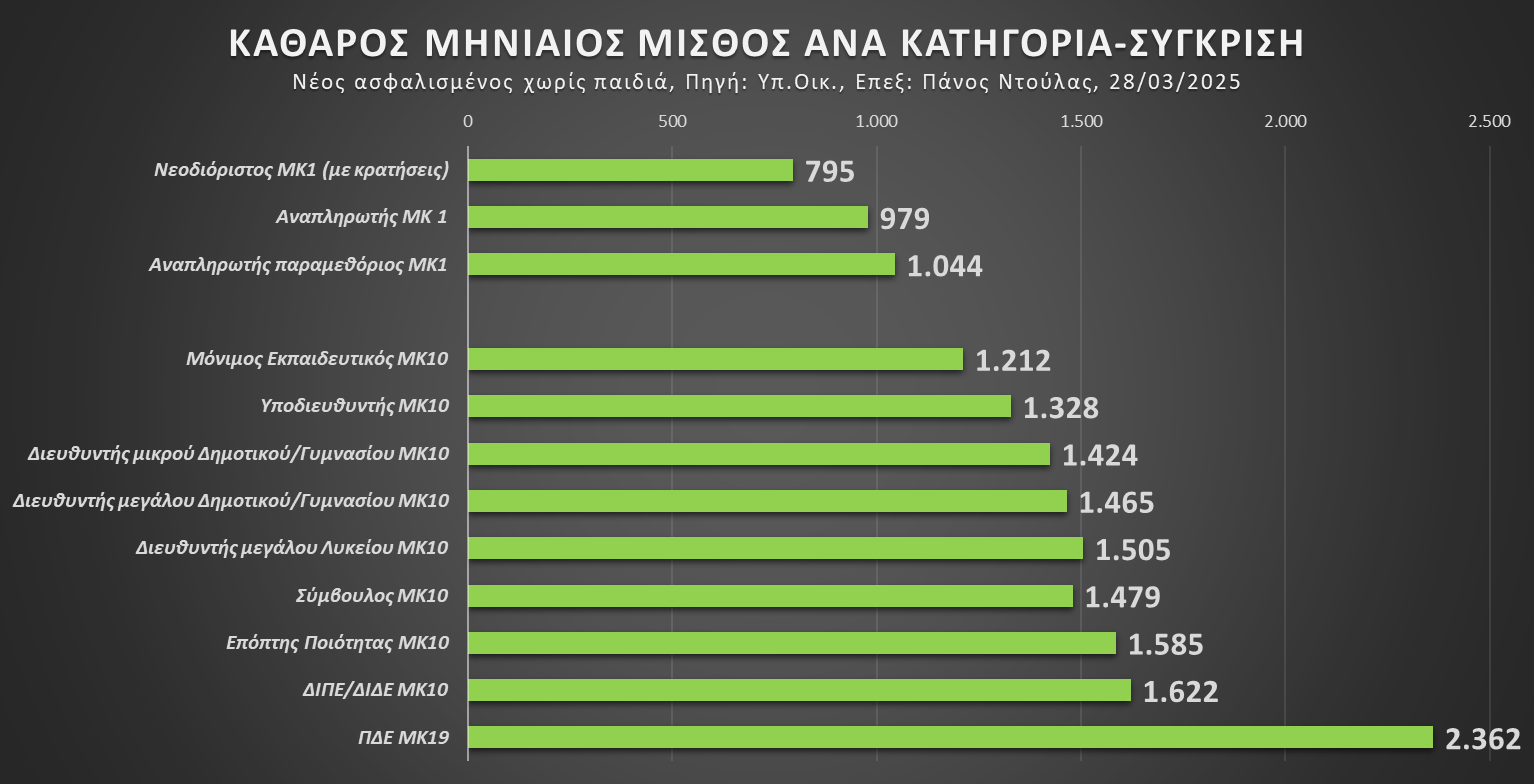 ΚΑΘΑΡΟΣ ΜΗΝΙΑΙΟΣ ΜΙΣΘΟΣ ΑΝΑ ΚΑΤΗΓΟΡΙΑ-ΣΥΓΚΡΙΣΗ
Νέος ασφαλισμένος χωρίς παιδιά, Πηγή: Υπ.Οικ., Επεξ: Πάνος Ντούλας, 28/03/2025
0 500 1.000 1.500 2.000 2.500
Νεοδιόριστος ΜΚ1 (με κρατήσεις) 795
Αναπληρωτής ΜΚ 1 979
Αναπληρωτής παραμεθόριος ΜΚ1 1.044
Μόνιμος Εκπαιδευτικός ΜΚ10 1.212
Υποδιευθυντής ΜΚ10 1.328
Διευθυντής μικρού Δημοτικού/Γυμνασίου ΜΚ10 1.424
Διευθυντής μεγάλου Δημοτικού/Γυμνασίου ΜΚ10 1.465
Διευθυντής μεγάλου Λυκείου ΜΚ10 1.505
Σύμβουλος ΜΚ10 1.479
Επόπτης Ποιότητας ΜΚ10 1.585
ΔΙΠΕ/ΔΙΔΕ ΜΚ10 1.622
ΠΔΕ ΜΚ19 2.362